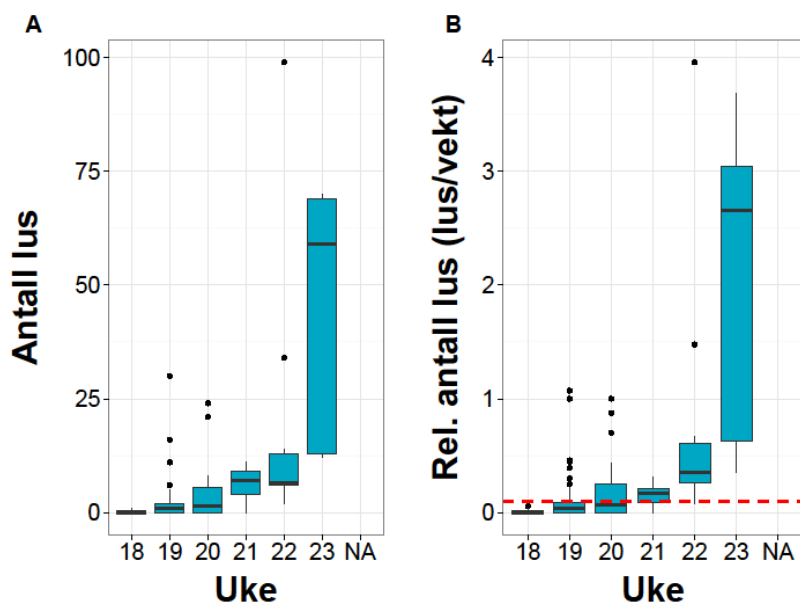 A
Antall lus
100
75
50
25
0
18 19 20 21 22 23 NA
Uke
B
Rel. antall lus (lus/vekt)
4
3
2
1
0
18 19 20 21 22 23 NA
Uke